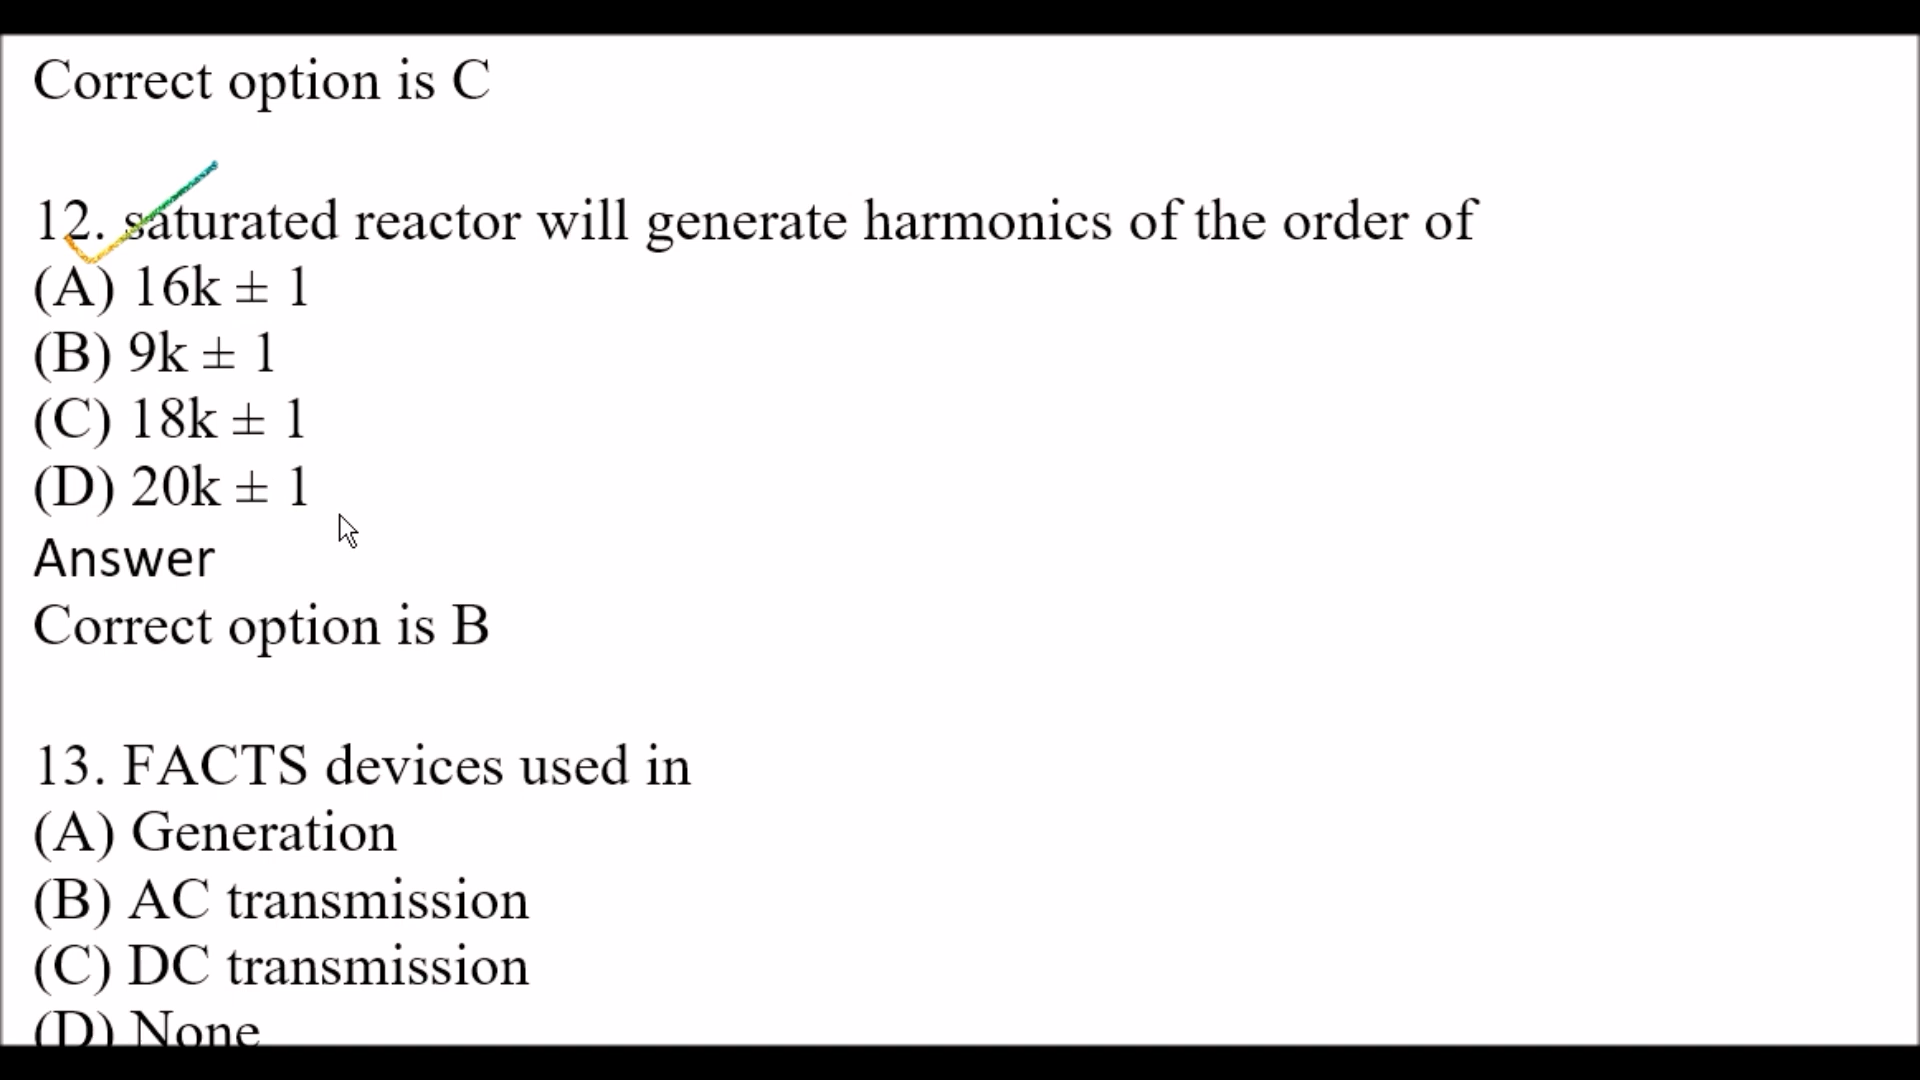 Correct option is C
12. saturated reactor will generate harmonics of the order of
(A) 16k ± 1
(B) 9k ± 1
(C) 18k ± 1
(D) 20k ± 1
Answer
Correct option is B
13. FACTS devices used in
(A) Generation
(B) AC transmission
(C) DC transmission
(D) None